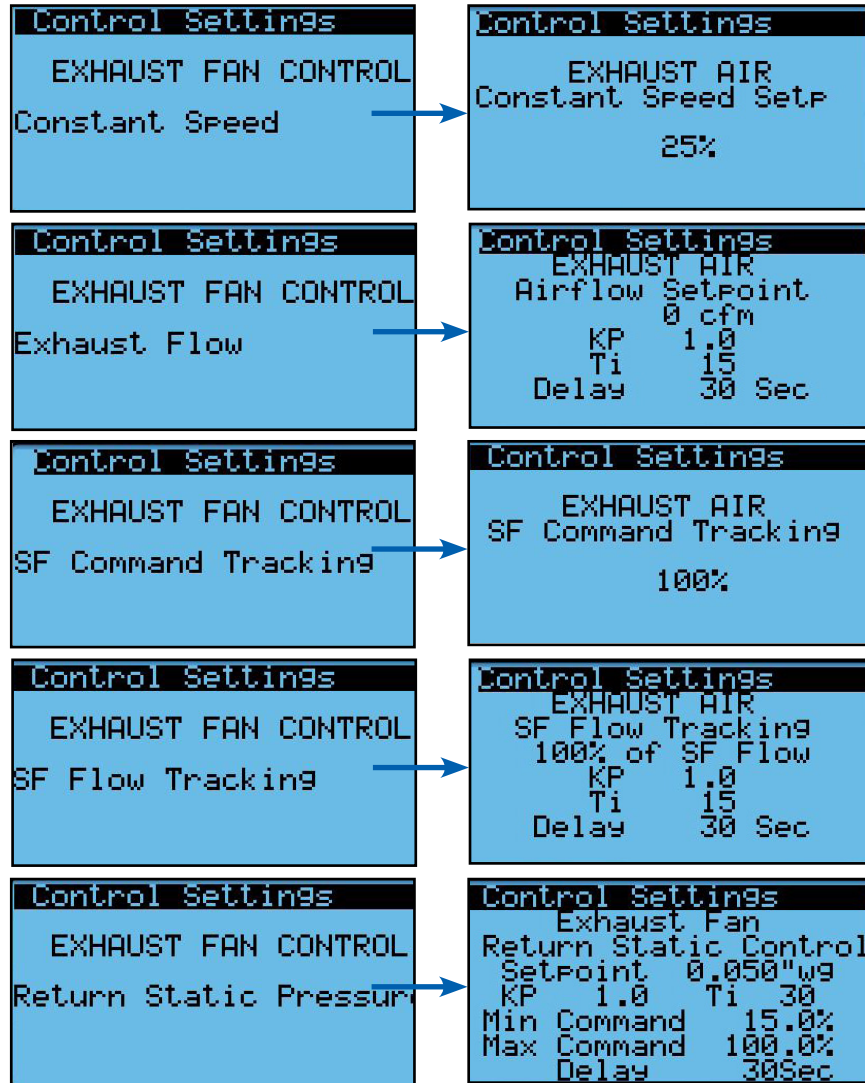 Control Settings
EXHAUST FAN CONTROL
Constant Speed
Control Settings
EXHAUST AIR
Constant Speed Setp
25%
Control Settings
EXHAUST FAN CONTROL
Exhaust Flow
Control Settings
EXHAUST AIR
Airflow Setpoint
0 cfm
KP 1.0
Ti 15
Delay 30 Sec
Control Settings
EXHAUST FAN CONTROL
SF Command Tracking
Control Settings
EXHAUST AIR
SF Command Tracking
100%
Control Settings
EXHAUST FAN CONTROL
SF Flow Tracking
Control Settings
EXHAUST AIR
SF Flow Tracking
100% of SF Flow
KP 1.0
Ti 15
Delay 30 Sec
Control Settings
EXHAUST FAN CONTROL
Return Static Pressur
Control Settings
Exhaust Fan
Return Static Control
Setpoint 0.050"wg
KP 1.0 Ti 30
Min Command 15.0%
Max Command 100.0%
Delay 30Sec